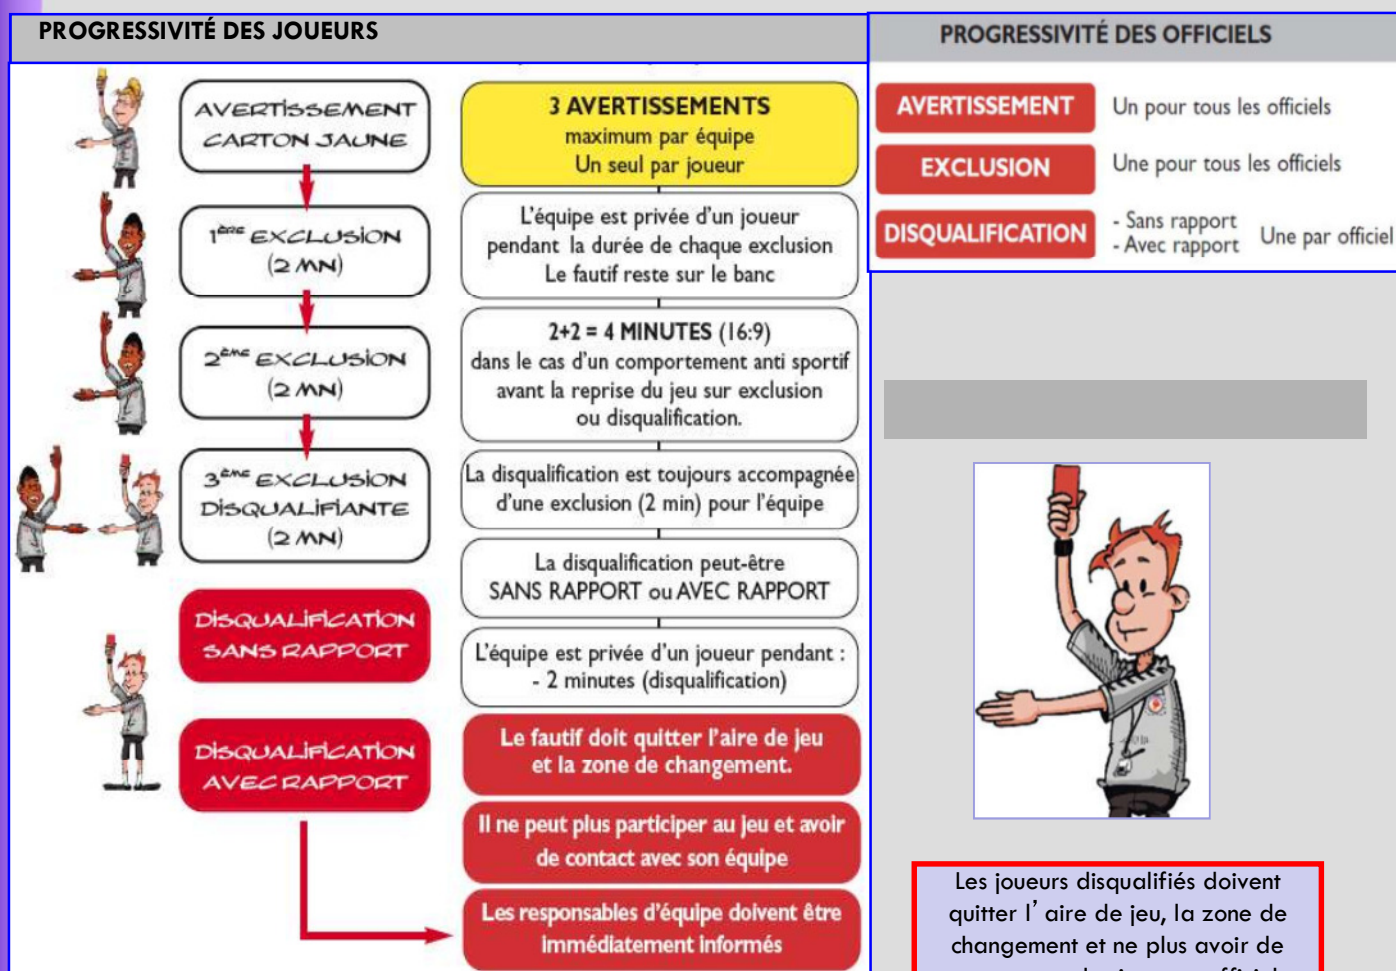 PROGRESSIVITÉ DES JOUEURS
AVERTISSEMENT
CARTON JAUNE
1ÈRE EXCLUSION
(2 MN)
2ÈME EXCLUSION
(2 MN)
3ÈME EXCLUSION
DISQUALIFIANTE
(2 MN)
DISQUALIFICATION
SANS RAPPORT
DISQUALIFICATION
AVEC RAPPORT
3 AVERTISSEMENTS
maximum par équipe
Un seul par joueur
L'équipe est privée d'un joueur
pendant la durée de chaque exclusion
Le fautif reste sur le banc
2+2 = 4 MINUTES (16:9)
dans le cas d'un comportement anti sportif
avant la reprise du jeu sur exclusion
ou disqualification.
La disqualification est toujours accompagnée
d'une exclusion (2 min) pour l'équipe
La disqualification peut-être
SANS RAPPORT ou AVEC RAPPORT
L'équipe est privée d'un joueur pendant :
- 2 minutes (disqualification)
Le fautif doit quitter l'aire de jeu
et la zone de changement.
Il ne peut plus participer au jeu et avoir
de contact avec son équipe
Les responsables d'équipe doivent être
immédiatement informés
PROGRESSIVITÉ DES OFFICIELS
AVERTISSEMENT Un pour tous les officiels
EXCLUSION Une pour tous les officiels
DISQUALIFICATION - Sans rapport
- Avec rapport Une par officiel
Les joueurs disqualifiés doivent
quitter l' aire de jeu, la zone de
changement et ne plus avoir de